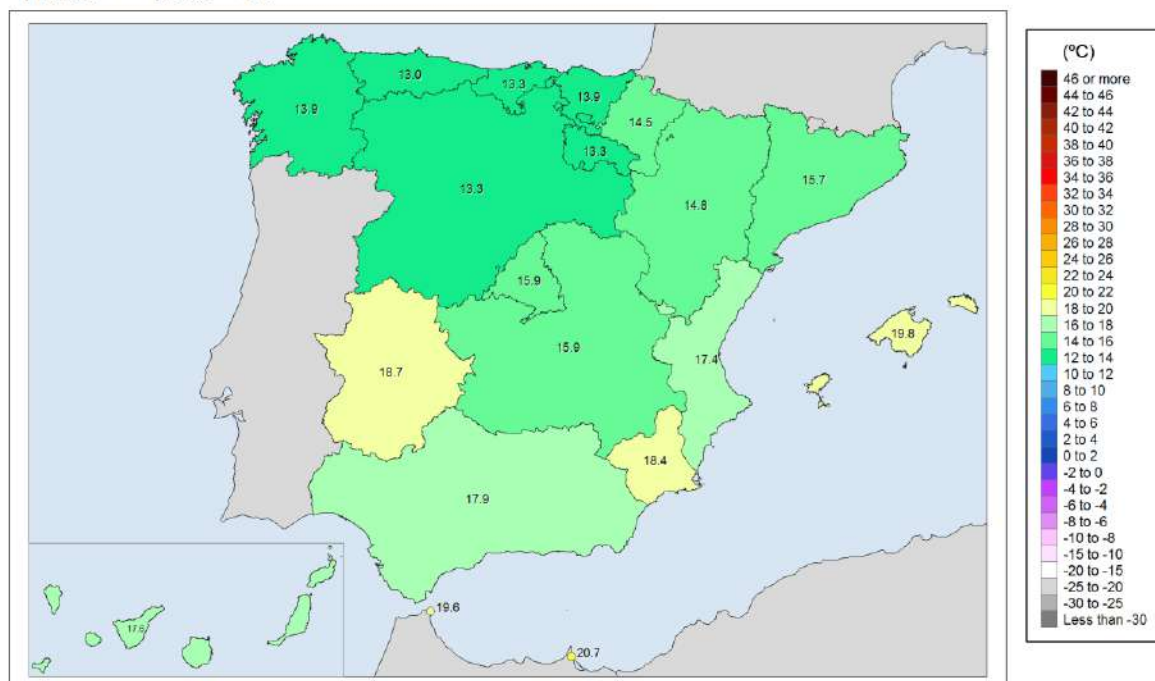 13.0
13.3
13.9
13.9
14.5
13.3
15.7
13.3
14.8
15.9
19.8
15.9
17.4
18.7
18.4
17.9
19.6
17.6
20.7
(ºC)
46 or more
44 to 46
42 to 44
40 to 42
38 to 40
36 to 38
34 to 36
32 to 34
30 to 32
28 to 30
26 to 28
24 to 26
22 to 24
20 to 22
18 to 20
16 to 18
14 to 16
12 to 14
10 to 12
8 to 10
6 to 8
4 to 6
2 to 4
0 to 2
-2 to 0
-4 to -2
-6 to -4
-8 to -6
-10 to -8
-15 to -10
-20 to -15
-25 to -20
-30 to -25
Less than -30